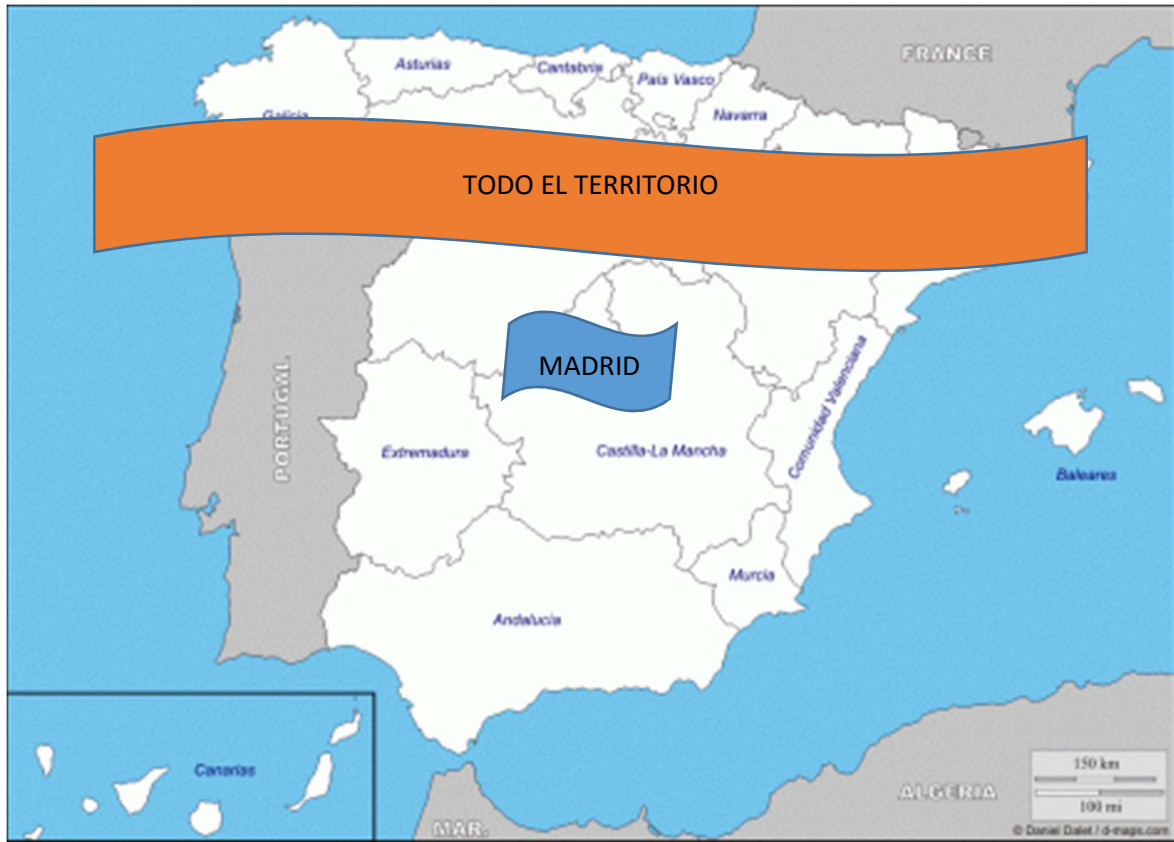 FRANCE
Asturias
Cantabria
País Vasco
Navarra
Galicia
TODO EL TERRITORIO
MADRID
PORTUGAL
Extremadura
Castilla-La Mancha
Comunidad Valenciana
Baleares
Murcia
Andalucía
Canarias
150 km
100 mi
ALGERIA
MAR.
© Daniel Dalet / d-maps.com